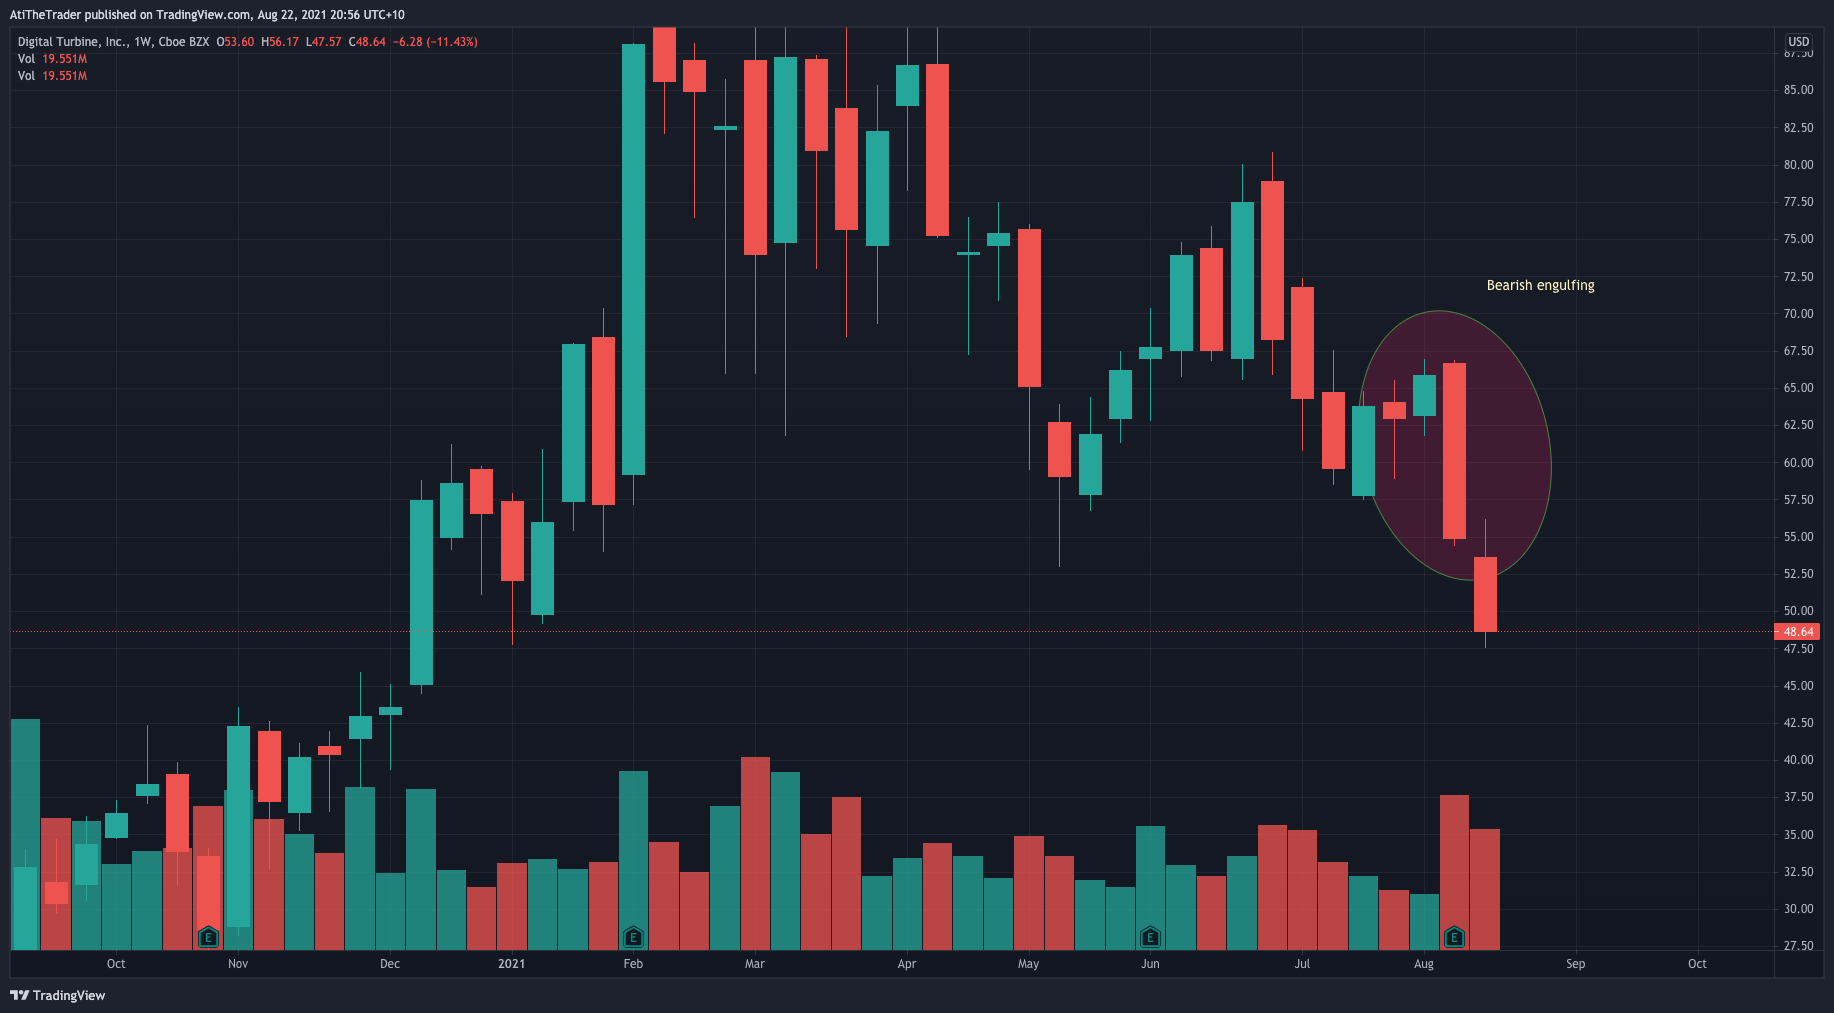 AtiTheTrader published on TradingView.com, Aug 22, 2021 20:56 UTC+10
Digital Turbine, Inc., 1W, Cboe BZX O53.60 H56.17 L47.57 C48.64 −6.28 (−11.43%)
Vol 19.551M
Vol 19.551M
USD
87.50
85.00
82.50
80.00
77.50
75.00
72.50
Bearish engulfing
70.00
67.50
65.00
62.50
60.00
57.50
55.00
52.50
50.00
48.64
47.50
45.00
42.50
40.00
37.50
35.00
32.50
30.00
27.50
E E E E
Oct Nov Dec 2021 Feb Mar Apr May Jun Jul Aug Sep Oct
TradingView